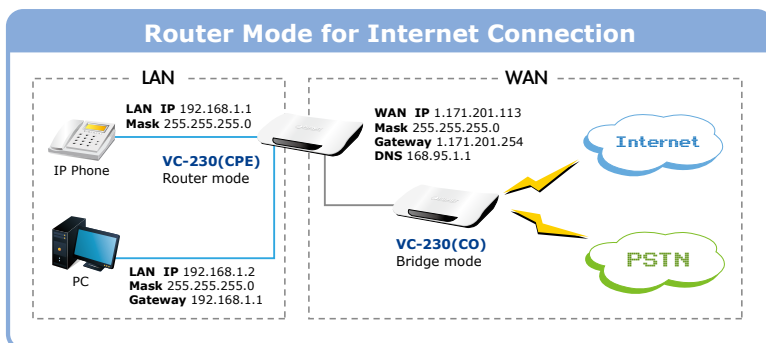 Router Mode for Internet Connection
LAN
WAN
LAN IP 192.168.1.1
Mask 255.255.255.0
IP Phone
VC-230(CPE)
Router mode
WAN IP 1.171.201.113
Mask 255.255.255.0
Gateway 1.171.201.254
DNS 168.95.1.1
Internet
VC-230(CO)
Bridge mode
PSTN
PC
LAN IP 192.168.1.2
Mask 255.255.255.0
Gateway 192.168.1.1